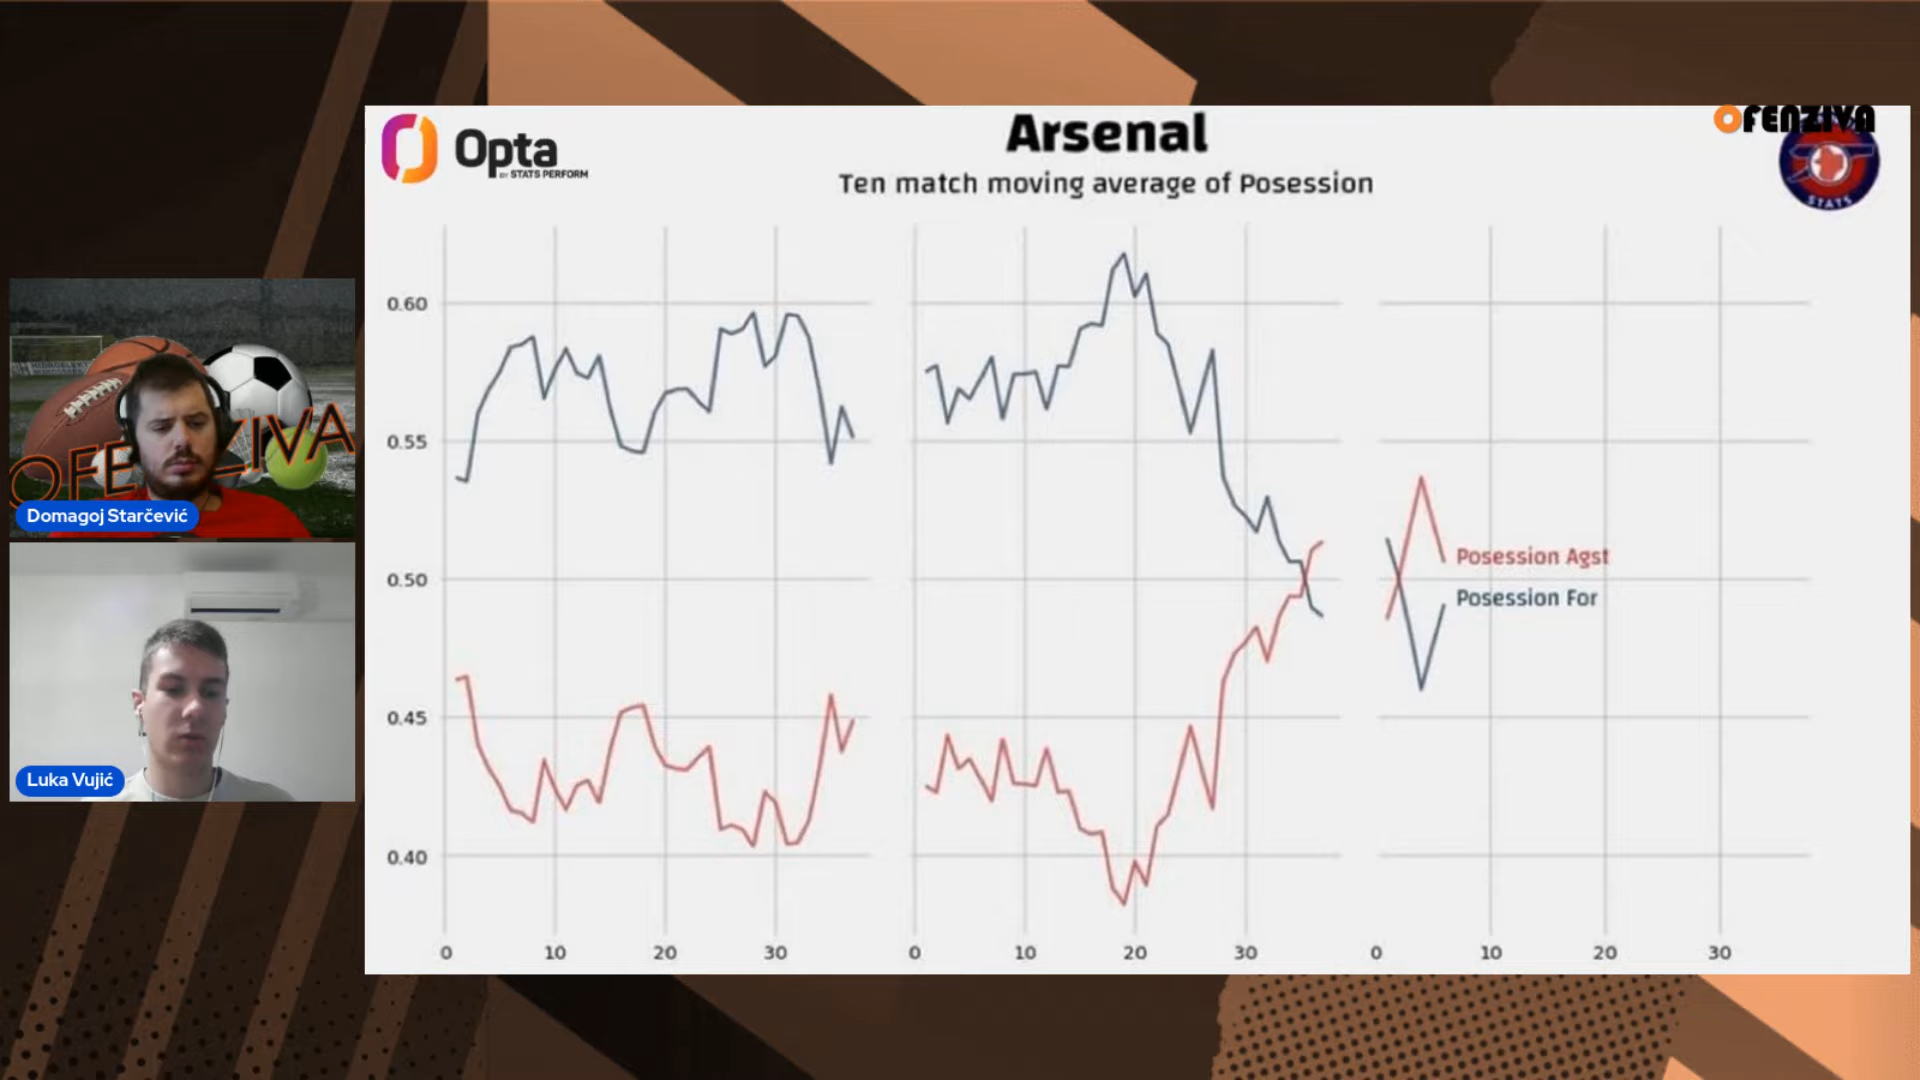 Opta
BY STATS PERFORM
Arsenal
Ten match moving average of Posession
OFENZIVA
STATS
0.60
0.55
0.50
0.45
0.40
Posession Agst
Posession For
0 10 20 30
0 10 20 30
0 10 20 30
OFENZIVA
Domagoj Starčević
Luka Vujić